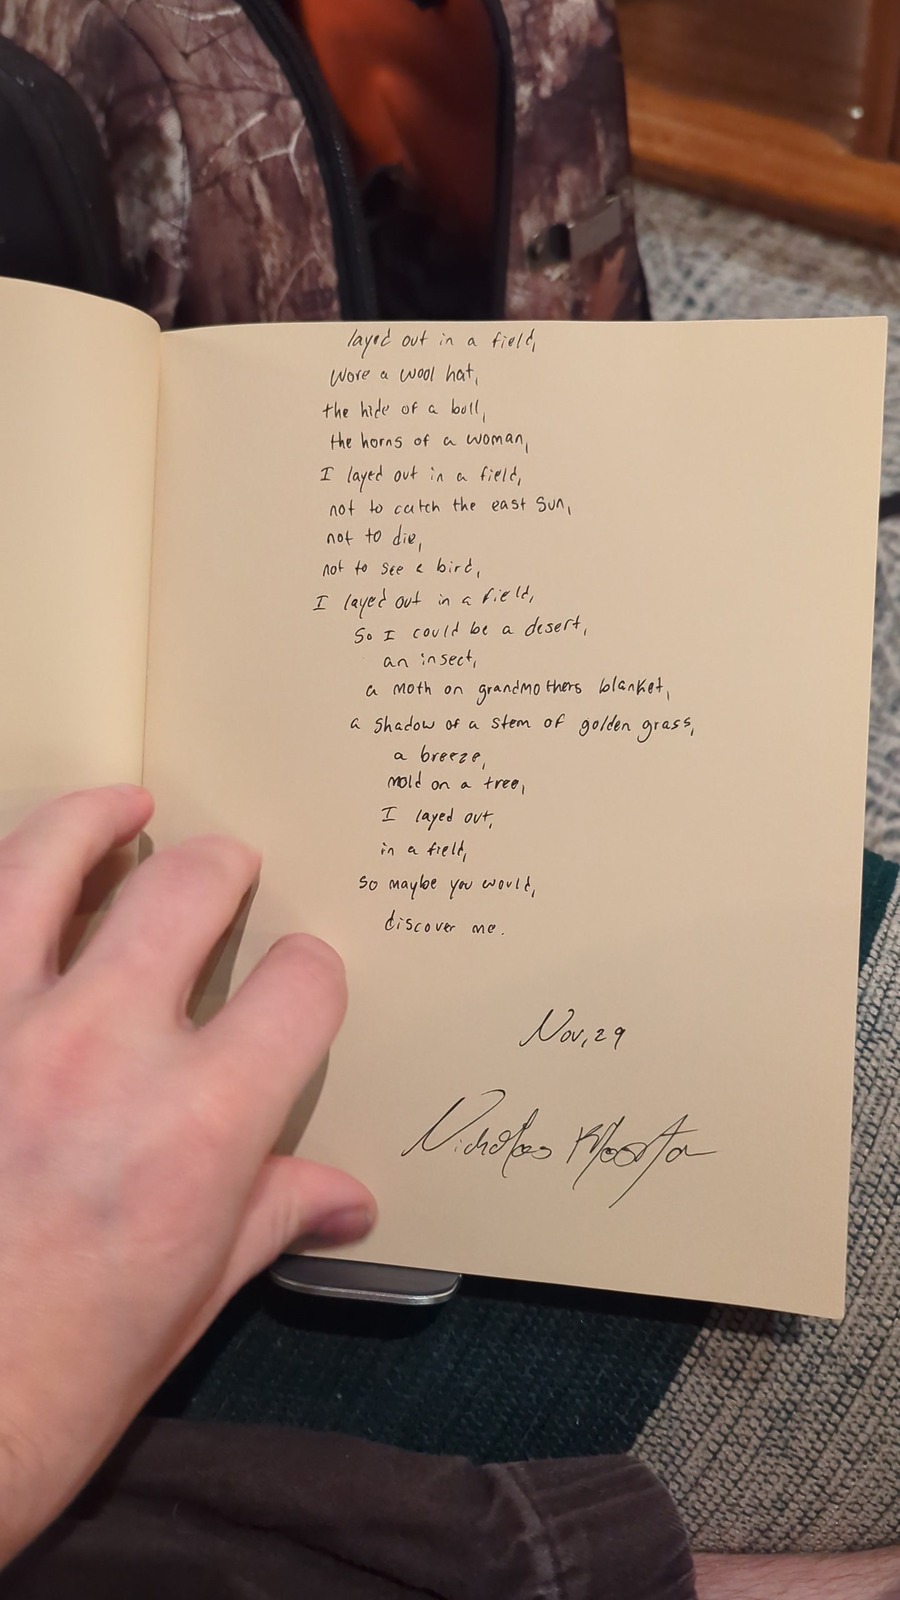 layed out in a field,
wore a wool hat,
the hide of a bull,
the horns of a woman,
I layed out in a field,
not to catch the east sun,
not to die,
not to see a bird,
I layed out in a field,
So I could be a desert,
an insect,
a moth on grandmothers blanket,
a shadow of a stem of golden grass,
a breeze,
mold on a tree,
I layed out,
in a field,
so maybe you would,
discover me.
Nov, 29
Nicholas